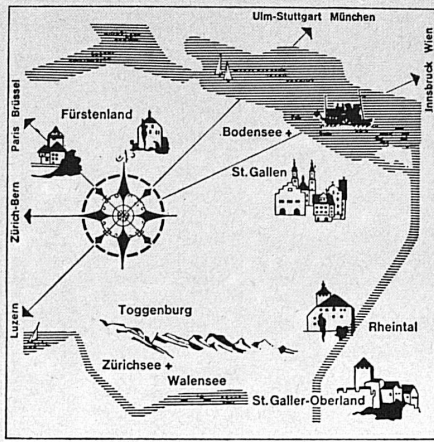 Ulm-Stuttgart München
Innsbruck Wien
Paris Brüssel
Fürstenland
Bodensee +
St.Gallen
Zürich-Bern
Luzern
Toggenburg
Rheintal
Zürichsee +
Walensee
St.Galler-Oberland